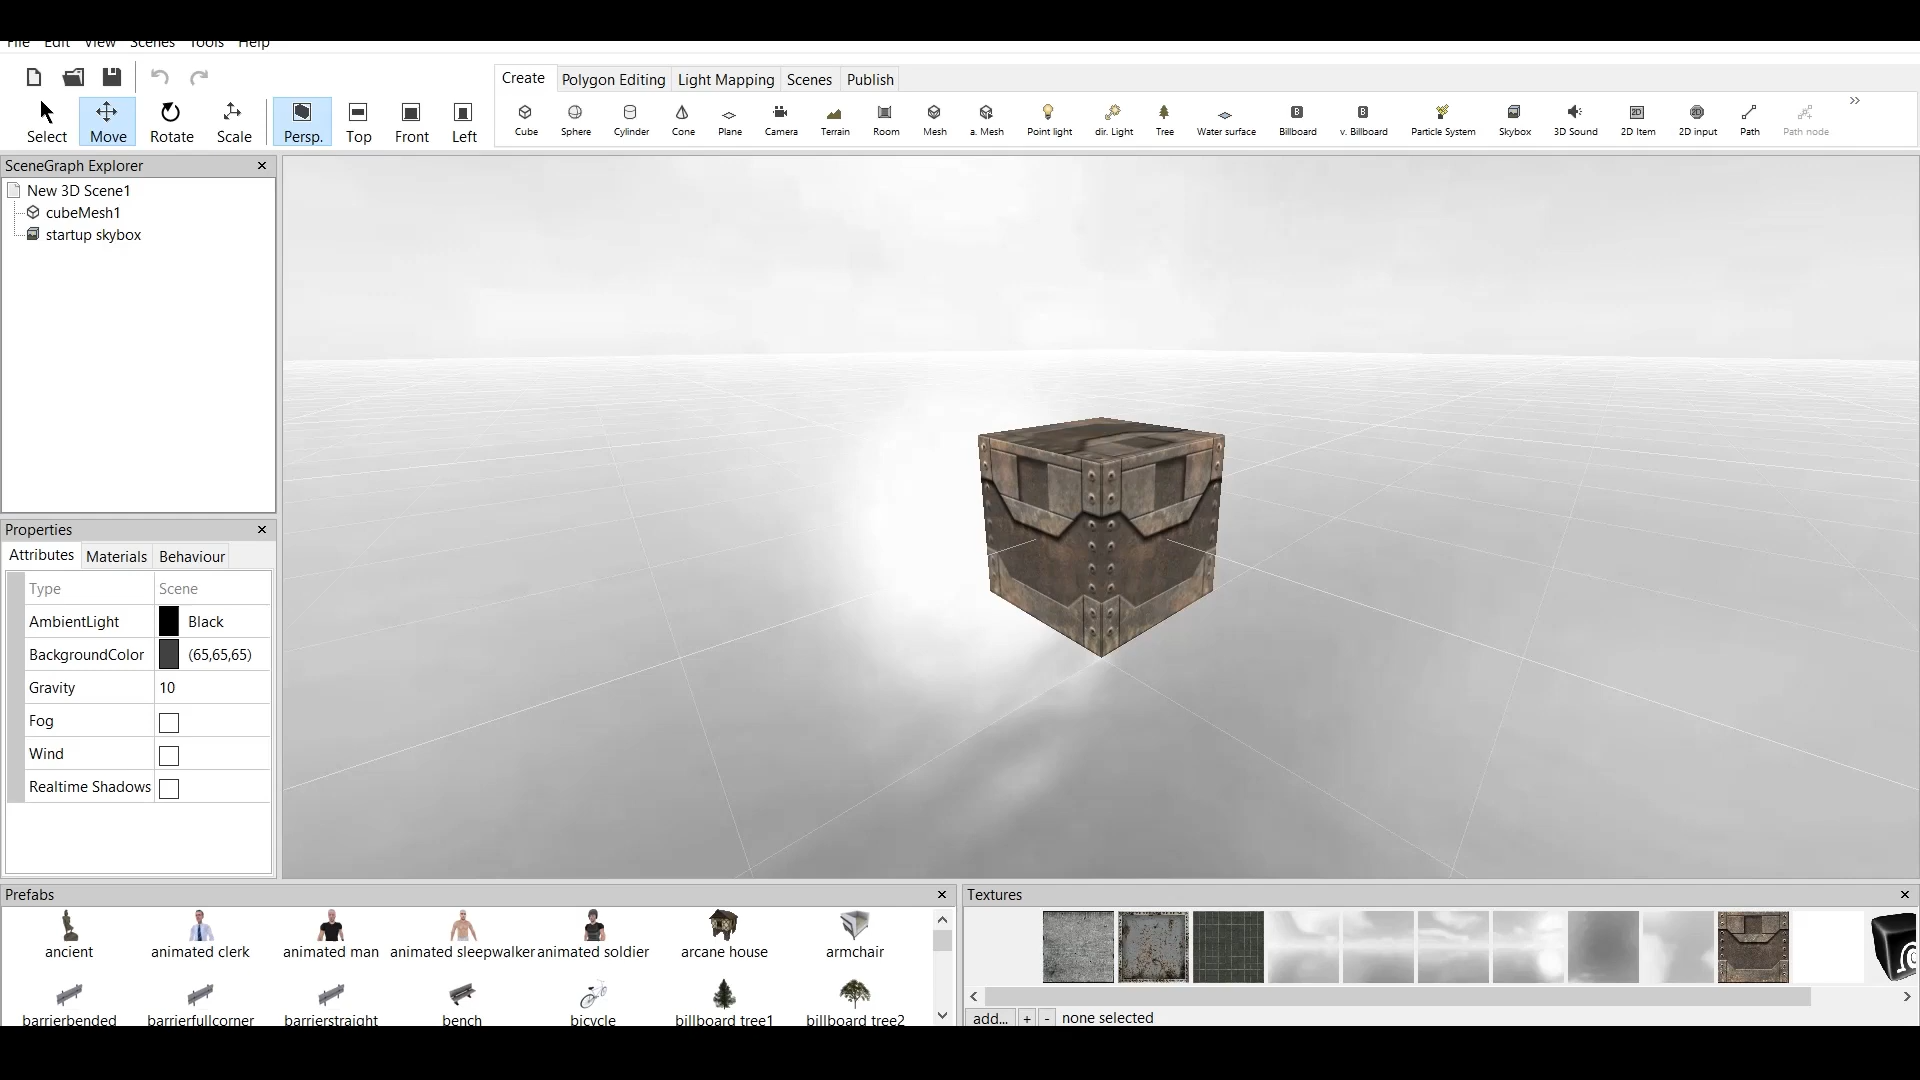 File Edit View Scenes Tools Help
Create Polygon Editing Light Mapping Scenes Publish
Select Move Rotate Scale Persp. Top Front Left
Cube Sphere Cylinder Cone Plane Camera Terrain Room Mesh a. Mesh Point light dir. Light Tree Water surface Billboard v. Billboard Particle System Skybox 3D Sound 2D Item 2D input Path Path node
SceneGraph Explorer
New 3D Scene1
cubeMesh1
startup skybox
Properties
Attributes Materials Behaviour
Type Scene
AmbientLight Black
BackgroundColor (65,65,65)
Gravity 10
Fog
Wind
Realtime Shadows
Prefabs
ancient animated clerk animated man animated sleepwalker animated soldier arcane house armchair
barrierbended barrierfullcorner barrierstraight bench bicycle billboard tree1 billboard tree2
Textures
add... + - none selected